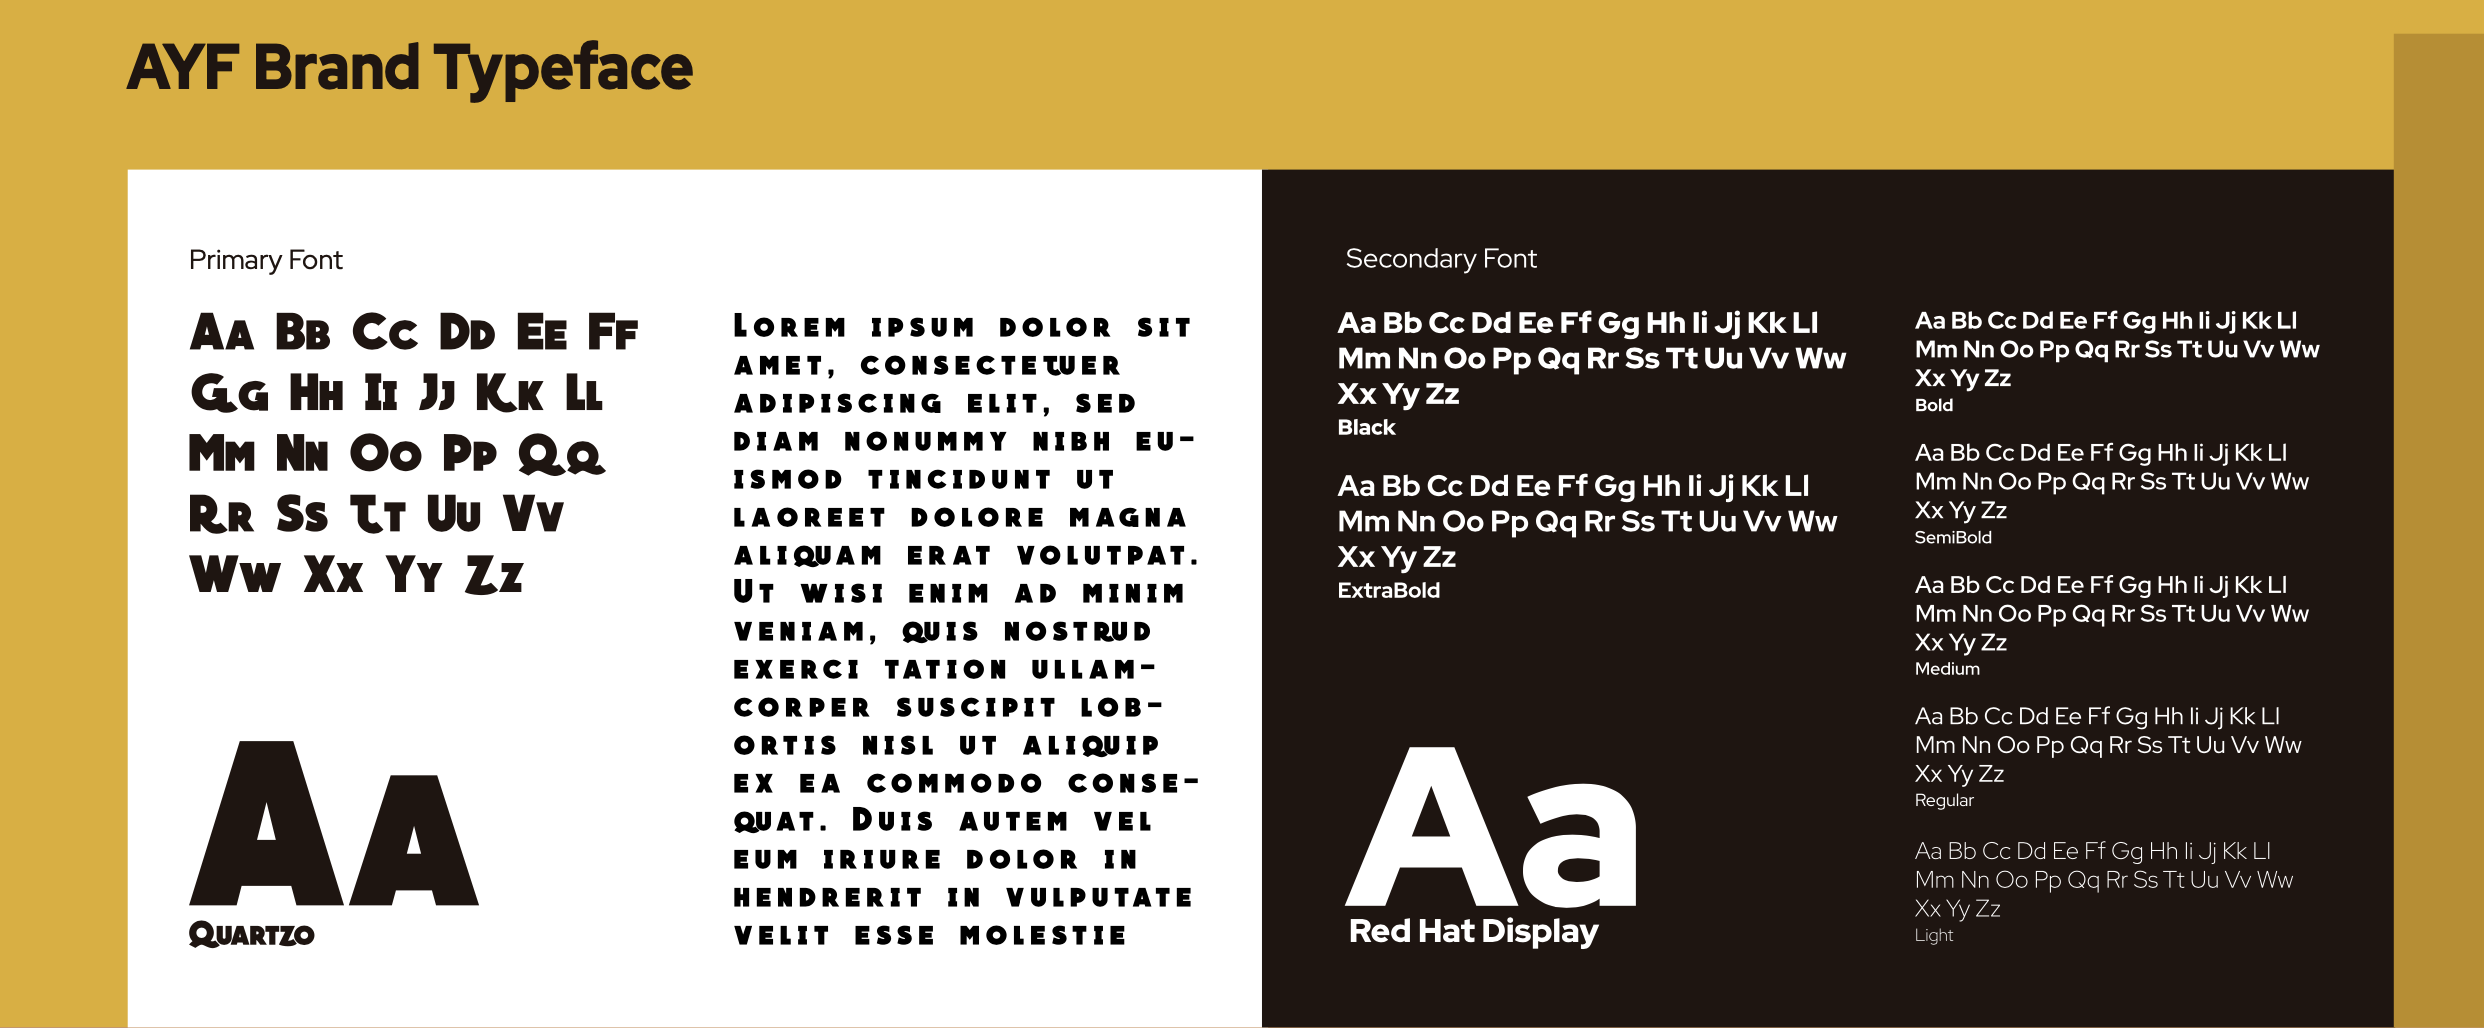 AYF Brand Typeface
Primary Font
Aa Bb Cc Dd Ee Ff
Gg Hh Ii Jj Kk Ll
Mm Nn Oo Pp Qq
Rr Ss Tt Uu Vv
Ww Xx Yy Zz
Aa
Quartzo
Lorem ipsum dolor sit
amet, consectetuer
adipiscing elit, sed
diam nonummy nibh eu-
ismod tincidunt ut
laoreet dolore magna
aliquam erat volutpat.
Ut wisi enim ad minim
veniam, quis nostrud
exerci tation ullam-
corper suscipit lob-
ortis nisl ut aliquip
ex ea commodo conse-
quat. Duis autem vel
eum iriure dolor in
hendrerit in vulputate
velit esse molestie
Secondary Font
Aa Bb Cc Dd Ee Ff Gg Hh Ii Jj Kk Ll
Mm Nn Oo Pp Qq Rr Ss Tt Uu Vv Ww
Xx Yy Zz
Black
Aa Bb Cc Dd Ee Ff Gg Hh Ii Jj Kk Ll
Mm Nn Oo Pp Qq Rr Ss Tt Uu Vv Ww
Xx Yy Zz
ExtraBold
Aa
Red Hat Display
Aa Bb Cc Dd Ee Ff Gg Hh Ii Jj Kk Ll
Mm Nn Oo Pp Qq Rr Ss Tt Uu Vv Ww
Xx Yy Zz
Bold
Aa Bb Cc Dd Ee Ff Gg Hh Ii Jj Kk Ll
Mm Nn Oo Pp Qq Rr Ss Tt Uu Vv Ww
Xx Yy Zz
SemiBold
Aa Bb Cc Dd Ee Ff Gg Hh Ii Jj Kk Ll
Mm Nn Oo Pp Qq Rr Ss Tt Uu Vv Ww
Xx Yy Zz
Medium
Aa Bb Cc Dd Ee Ff Gg Hh Ii Jj Kk Ll
Mm Nn Oo Pp Qq Rr Ss Tt Uu Vv Ww
Xx Yy Zz
Regular
Aa Bb Cc Dd Ee Ff Gg Hh Ii Jj Kk Ll
Mm Nn Oo Pp Qq Rr Ss Tt Uu Vv Ww
Xx Yy Zz
Light